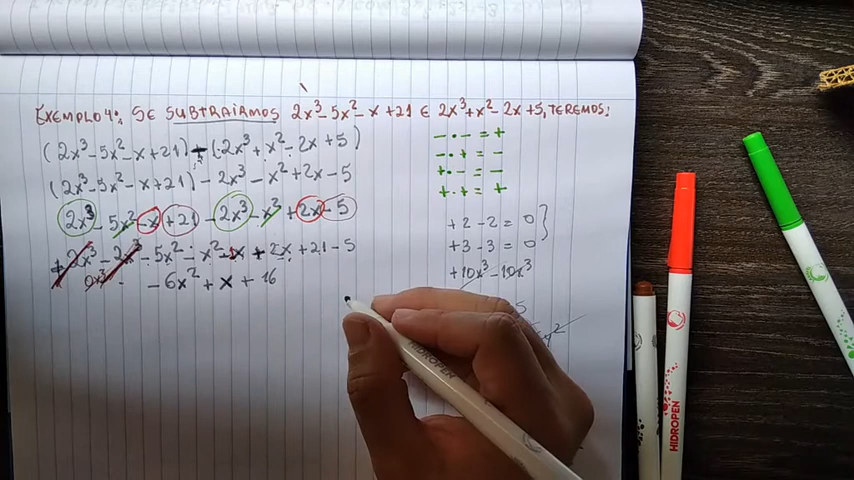 EXEMPLO 4: SE SUBTRAIRMOS 2x³-5x²-x+21 E 2x³+x²-2x+5, TEREMOS:
(2x³-5x²-x+21) - (2x³+x²-2x+5)
(2x³-5x²-x+21) -2x³-x²+2x-5
2x³ -5x² -x +21 -2x³ -x² +2x -5
+2x³ -2x³ -5x² -x² -x +2x +21 -5
0x³ -6x² + x + 16
- . - = +
- . + = -
+ . - = -
+ . + = +
+2-2=0
+3-3=0
+10x³-10x³
HIDROPEN
HIDROPEN